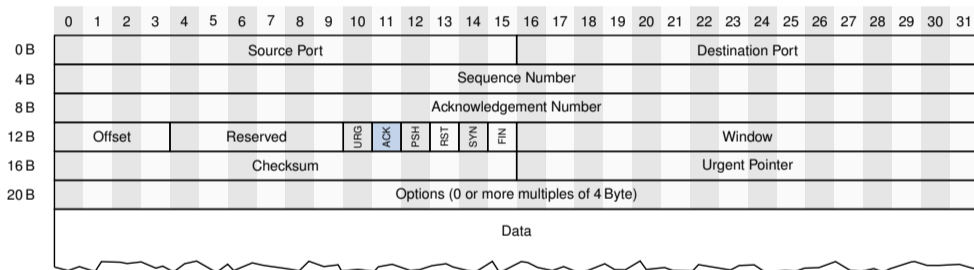 0 1 2 3 4 5 6 7 8 9 10 11 12 13 14 15 16 17 18 19 20 21 22 23 24 25 26 27 28 29 30 31
0 B Source Port Destination Port
4 B Sequence Number
8 B Acknowledgement Number
12 B Offset Reserved URG ACK PSH RST SYN FIN Window
16 B Checksum Urgent Pointer
20 B Options (0 or more multiples of 4 Byte)
Data